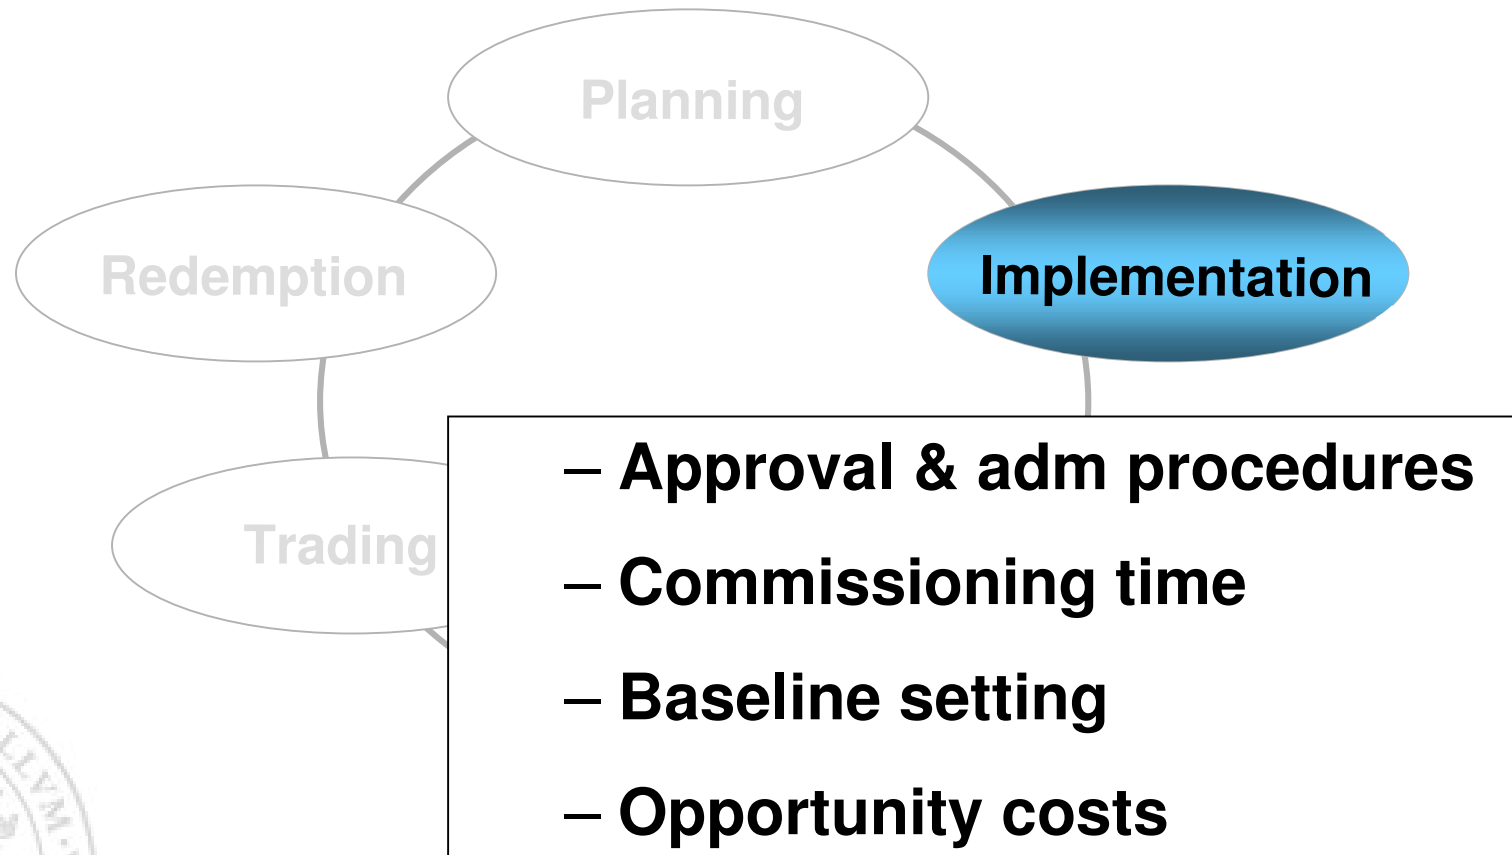 Planning
Redemption
Implementation
Trading
– Approval & adm procedures
– Commissioning time
– Baseline setting
– Opportunity costs